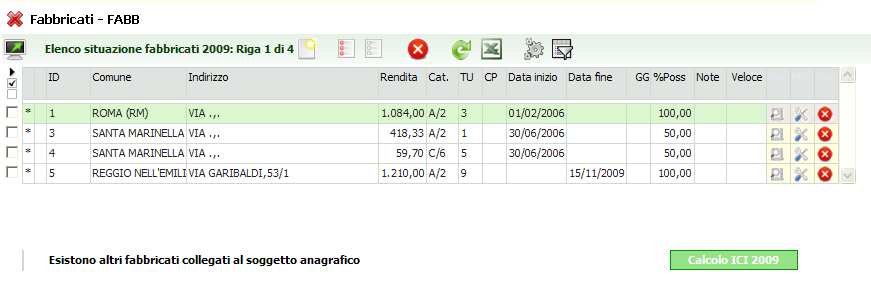 Fabbricati - FABB
Elenco situazione fabbricati 2009: Riga 1 di 4
ID Comune Indirizzo Rendita Cat. TU CP Data inizio Data fine GG %Poss Note Veloce
* 1 ROMA (RM) VIA .,. 1.084,00 A/2 3 01/02/2006 100,00
* 3 SANTA MARINELLA VIA .,. 418,33 A/2 1 30/06/2006 50,00
* 4 SANTA MARINELLA VIA .,. 59,70 C/6 5 30/06/2006 50,00
* 5 REGGIO NELL'EMILI VIA GARIBALDI,53/1 1.210,00 A/2 9 15/11/2009 100,00
Esistono altri fabbricati collegati al soggetto anagrafico
Calcolo ICI 2009